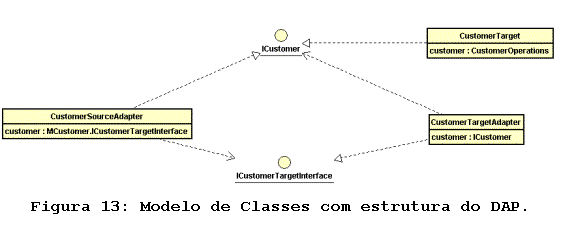 CustomerTarget
customer : CustomerOperations
ICustomer
CustomerSourceAdapter
customer : MCustomer.ICustomerTargetInterface
CustomerTargetAdapter
customer : ICustomer
ICustomerTargetInterface
Figura 13: Modelo de Classes com estrutura do DAP.